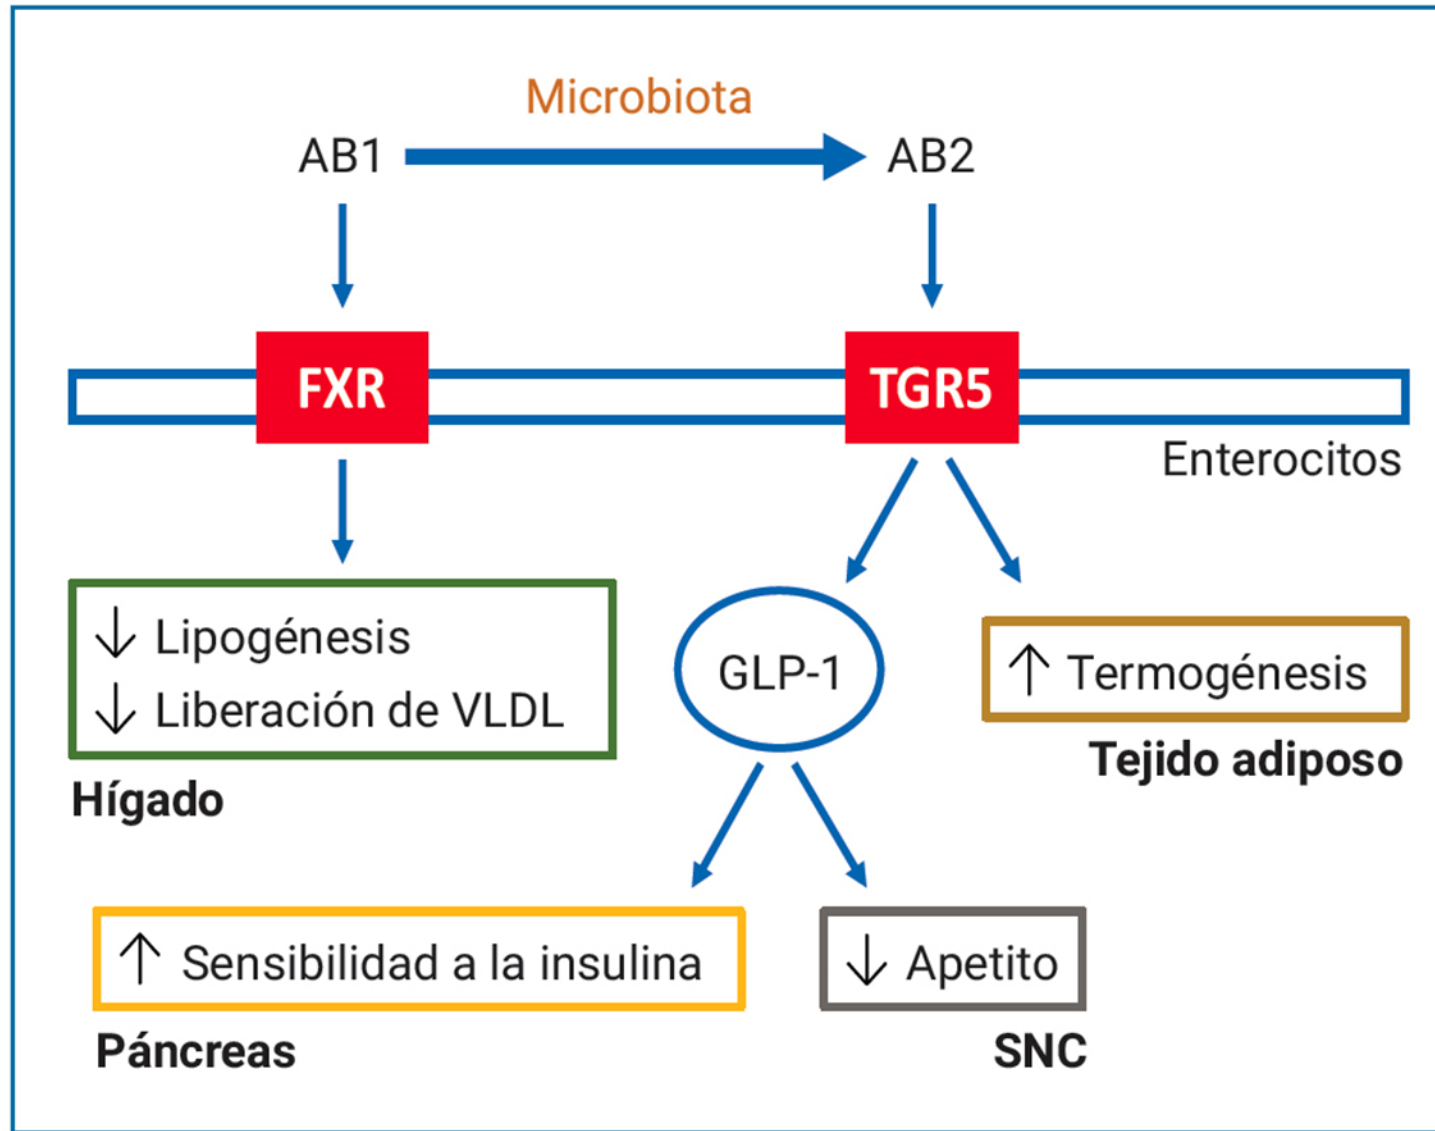 Microbiota
AB1
AB2
FXR
TGR5
Enterocitos
↓ Lipogénesis
↓ Liberación de VLDL
Hígado
GLP-1
↑ Termogénesis
Tejido adiposo
↑ Sensibilidad a la insulina
Páncreas
↓ Apetito
SNC